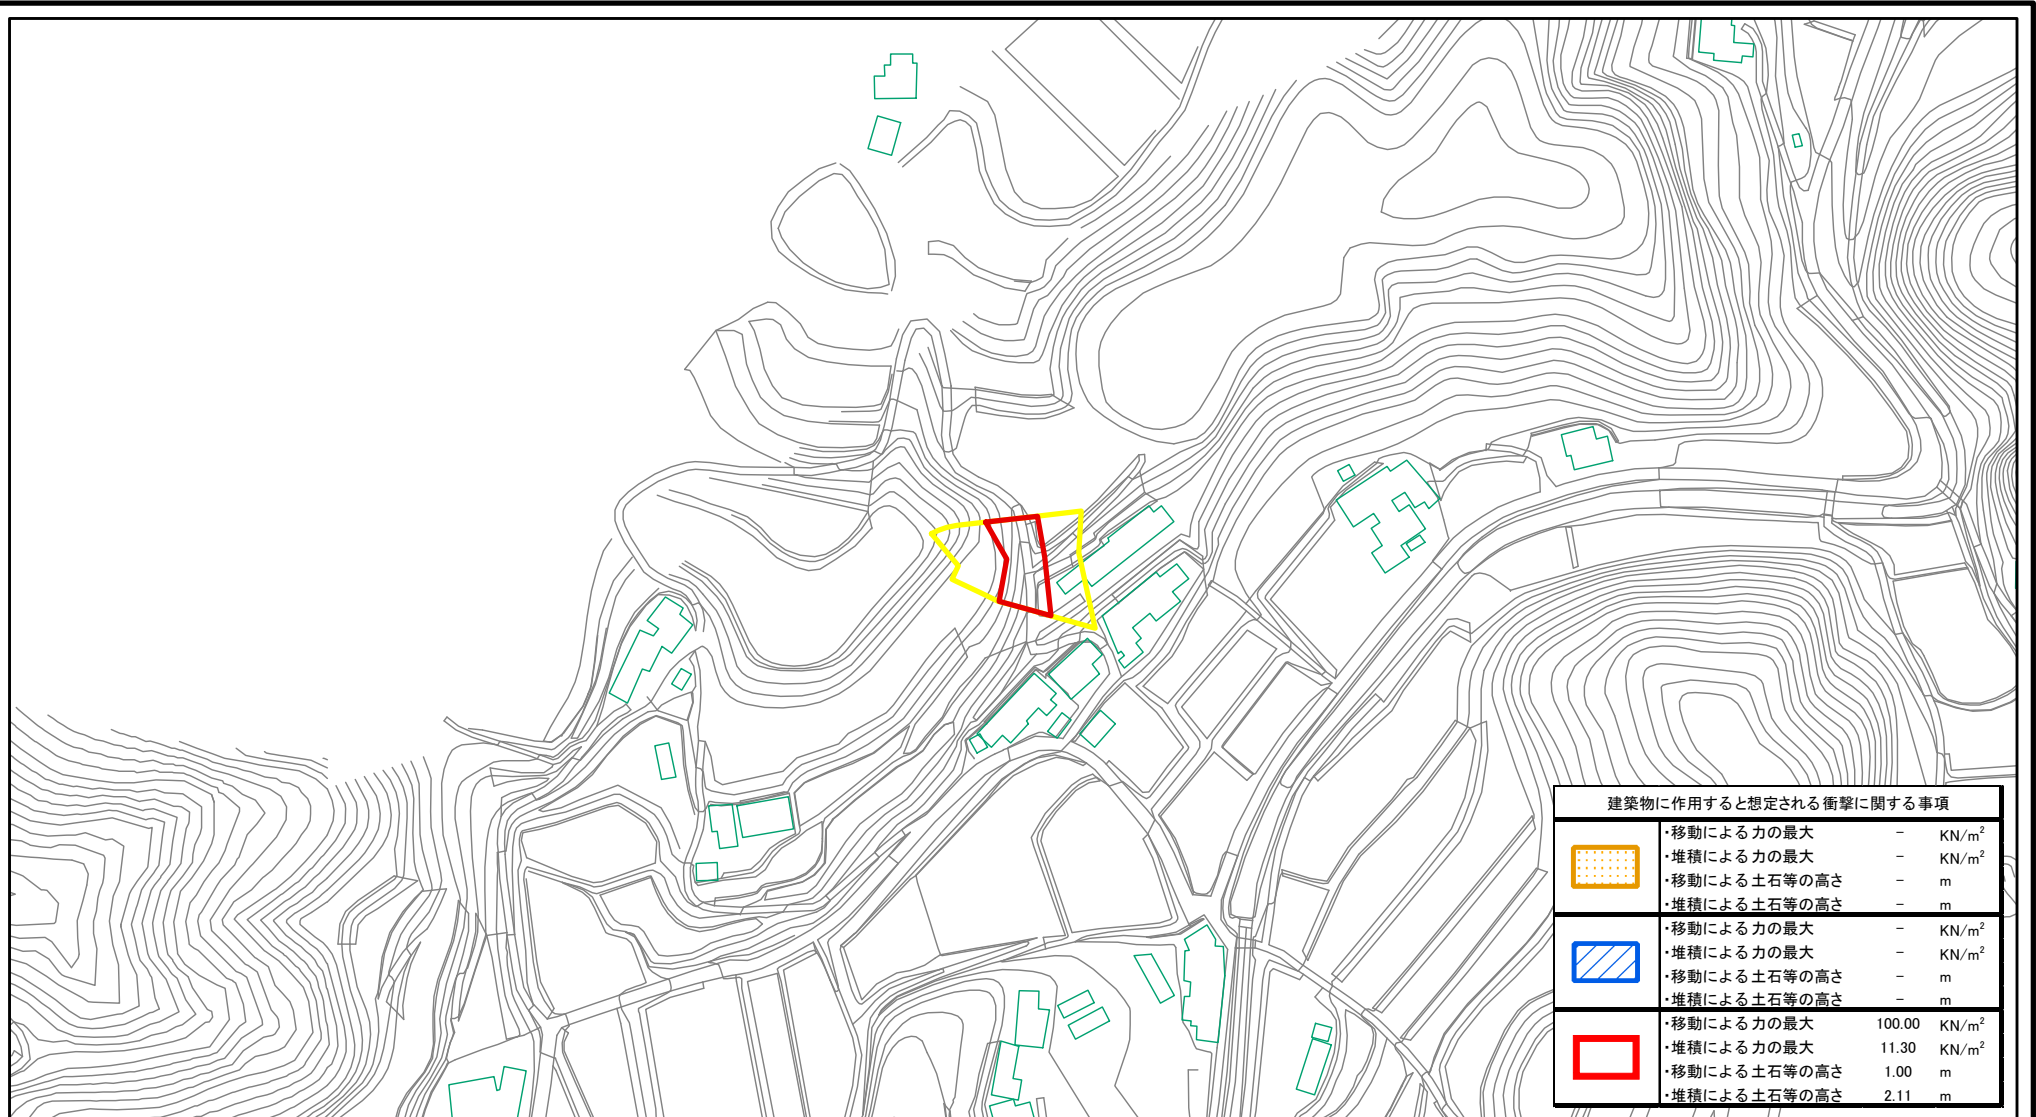 建築物に作用すると想定される衝撃に関する事項
・移動による力の最大 － KN/m²
・堆積による力の最大 － KN/m²
・移動による土石等の高さ － m
・堆積による土石等の高さ － m
・移動による力の最大 － KN/m²
・堆積による力の最大 － KN/m²
・移動による土石等の高さ － m
・堆積による土石等の高さ － m
・移動による力の最大 100.00 KN/m²
・堆積による力の最大 11.30 KN/m²
・移動による土石等の高さ 1.00 m
・堆積による土石等の高さ 2.11 m